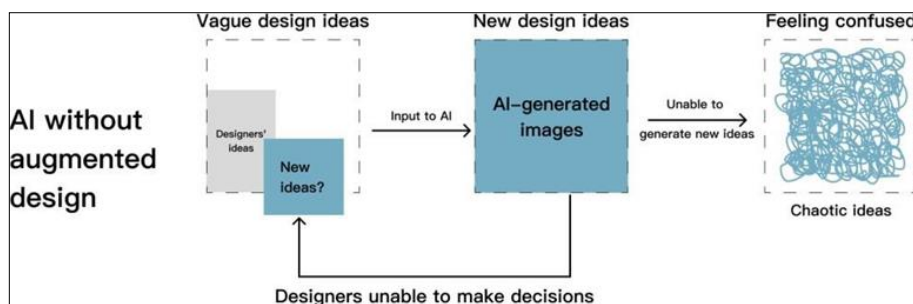 Vague design ideas
New design ideas
Feeling confused
AI without
augmented
design
Designers'
ideas
New
ideas?
Input to AI
AI-generated
images
Unable to
generate new ideas
Chaotic ideas
Designers unable to make decisions